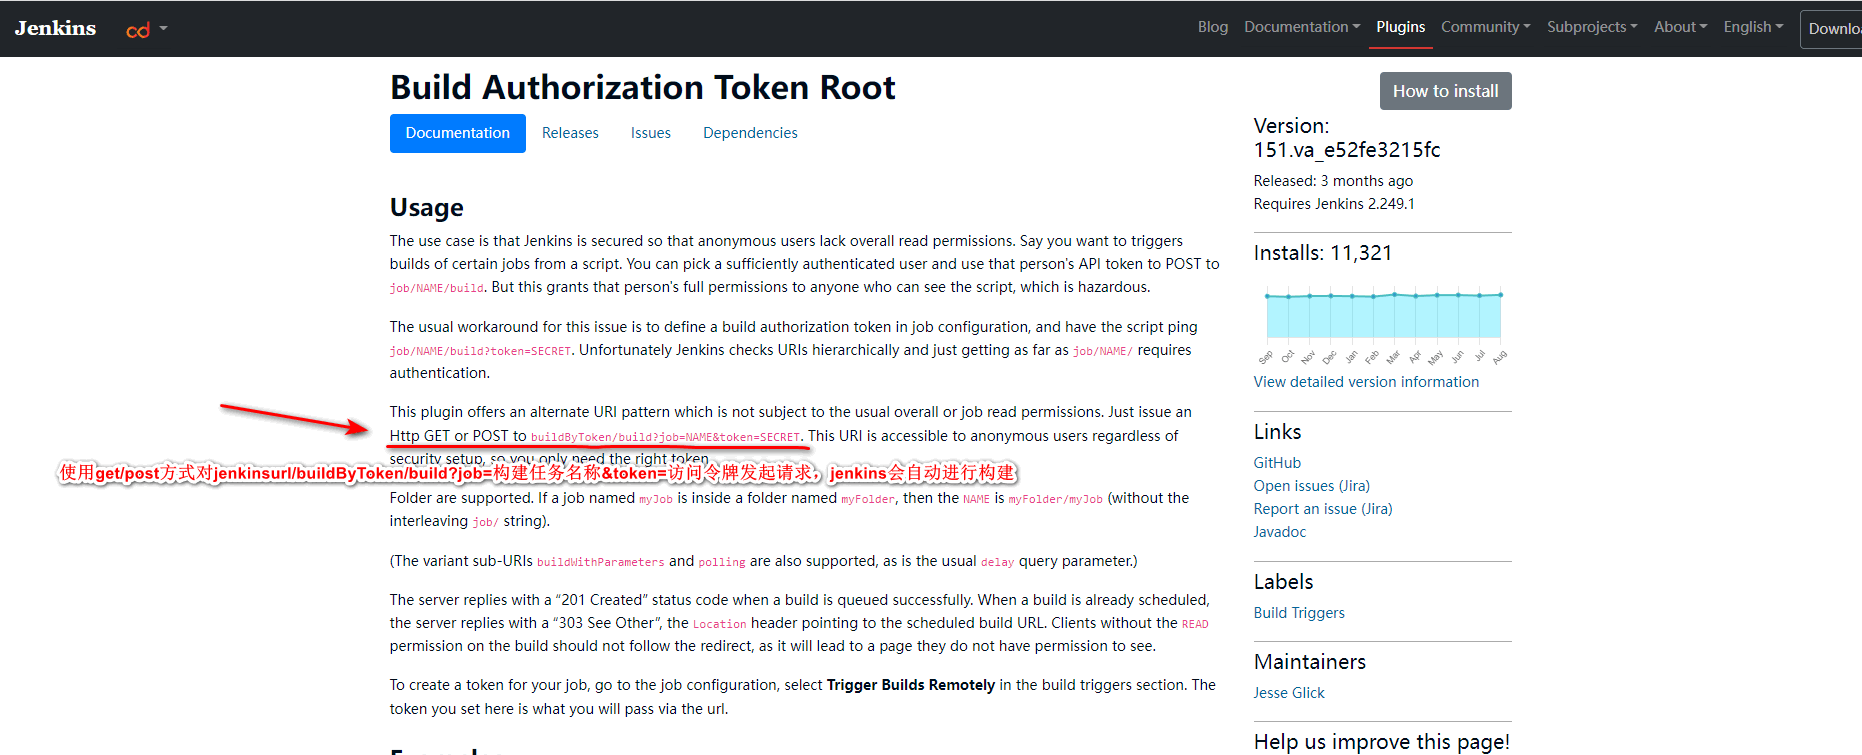 Jenkins cd Blog Documentation Plugins Community Subprojects About English Downlo
Build Authorization Token Root
How to install
Documentation Releases Issues Dependencies
Usage
The use case is that Jenkins is secured so that anonymous users lack overall read permissions. Say you want to triggers
builds of certain jobs from a script. You can pick a sufficiently authenticated user and use that person's API token to POST to
job/NAME/build. But this grants that person's full permissions to anyone who can see the script, which is hazardous.
The usual workaround for this issue is to define a build authorization token in job configuration, and have the script ping
job/NAME/build?token=SECRET. Unfortunately Jenkins checks URIs hierarchically and just getting as far as job/NAME/ requires
authentication.
This plugin offers an alternate URI pattern which is not subject to the usual overall or job read permissions. Just issue an
Http GET or POST to buildByToken/build?job=NAME&token=SECRET. This URI is accessible to anonymous users regardless of
security setup, so you only need the right token.
使用get/post方式对jenkinsurl/buildByToken/build?job=构建任务名称&token=访问令牌发起请求，jenkins会自动进行构建
Folder are supported. If a job named myJob is inside a folder named myFolder, then the NAME is myFolder/myJob (without the
interleaving job/ string).
(The variant sub-URIs buildWithParameters and polling are also supported, as is the usual delay query parameter.)
The server replies with a “201 Created” status code when a build is queued successfully. When a build is already scheduled,
the server replies with a “303 See Other”, the Location header pointing to the scheduled build URL. Clients without the READ
permission on the build should not follow the redirect, as it will lead to a page they do not have permission to see.
To create a token for your job, go to the job configuration, select Trigger Builds Remotely in the build triggers section. The
token you set here is what you will pass via the url.
Examples
Version:
151.va_e52fe3215fc
Released: 3 months ago
Requires Jenkins 2.249.1
Installs: 11,321
Sep Oct Nov Dec Jan Feb Mar Apr May Jun Jul Aug
View detailed version information
Links
GitHub
Open issues (Jira)
Report an issue (Jira)
Javadoc
Labels
Build Triggers
Maintainers
Jesse Glick
Help us improve this page!